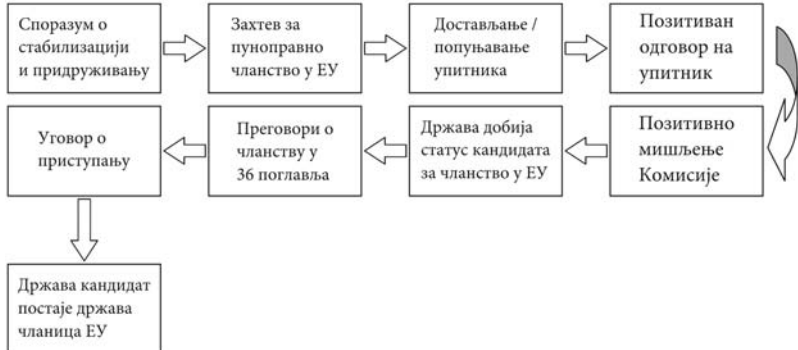 Споразум о
стабилизацији
и придруживању
Захтев за
пуноправно
чланство у ЕУ
Достављање /
попуњавање
упитника
Позитиван
одговор на
упитник
Позитивно
мишљење
Комисије
Држава добија
статус кандидата
за чланство у ЕУ
Преговори о
чланству у
36 поглавља
Уговор о
приступању
Држава кандидат
постаје држава
чланица ЕУ